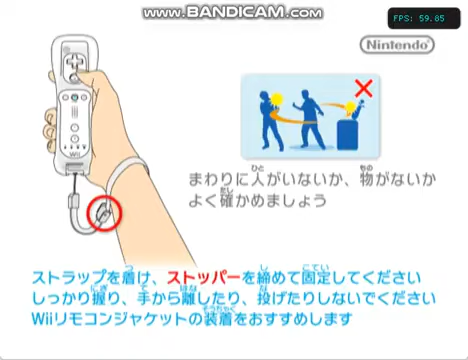 www.BANDICAM.com
FPS: 59.85
Nintendo
Wii
まわりに人がいないか、物がないか
よく確かめましょう
ストラップを着け、ストッパーを締めて固定してください
しっかり握り、手から離したり、投げたりしないでください
Wiiリモコンジャケットの装着をおすすめします